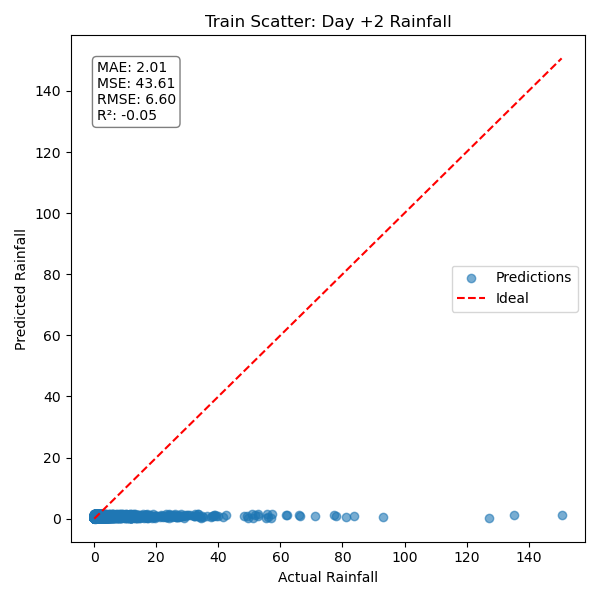 Train Scatter: Day +2 Rainfall
MAE: 2.01
MSE: 43.61
RMSE: 6.60
R²: -0.05
140
120
100
80
60
40
20
0
Predicted Rainfall
Predictions
Ideal
0 20 40 60 80 100 120 140
Actual Rainfall